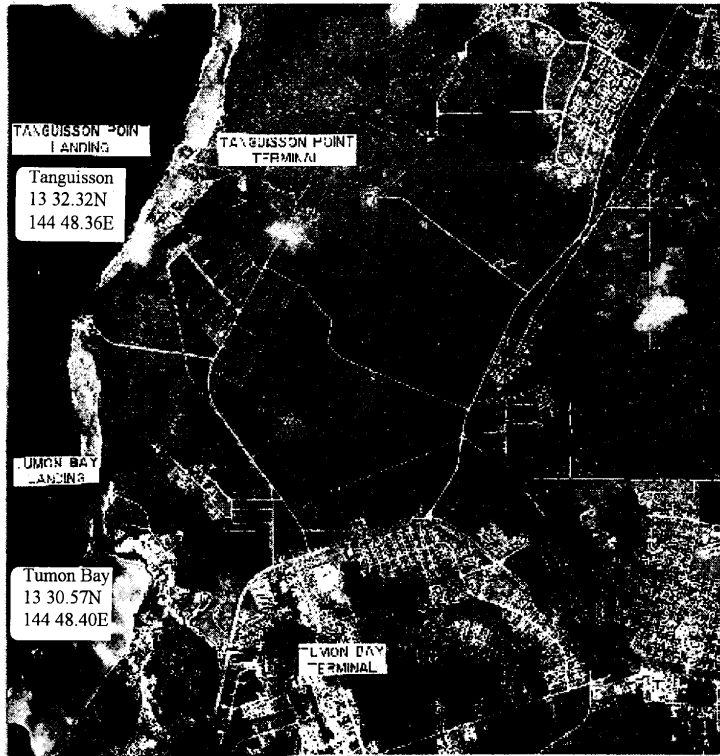 TANGUISSON POINT
LANDING
TANGUISSON POINT
TERMINAL
Tanguisson
13 32.32N
144 48.36E
TUMON BAY
LANDING
Tumon Bay
13 30.57N
144 48.40E
TUMON BAY
TERMINAL